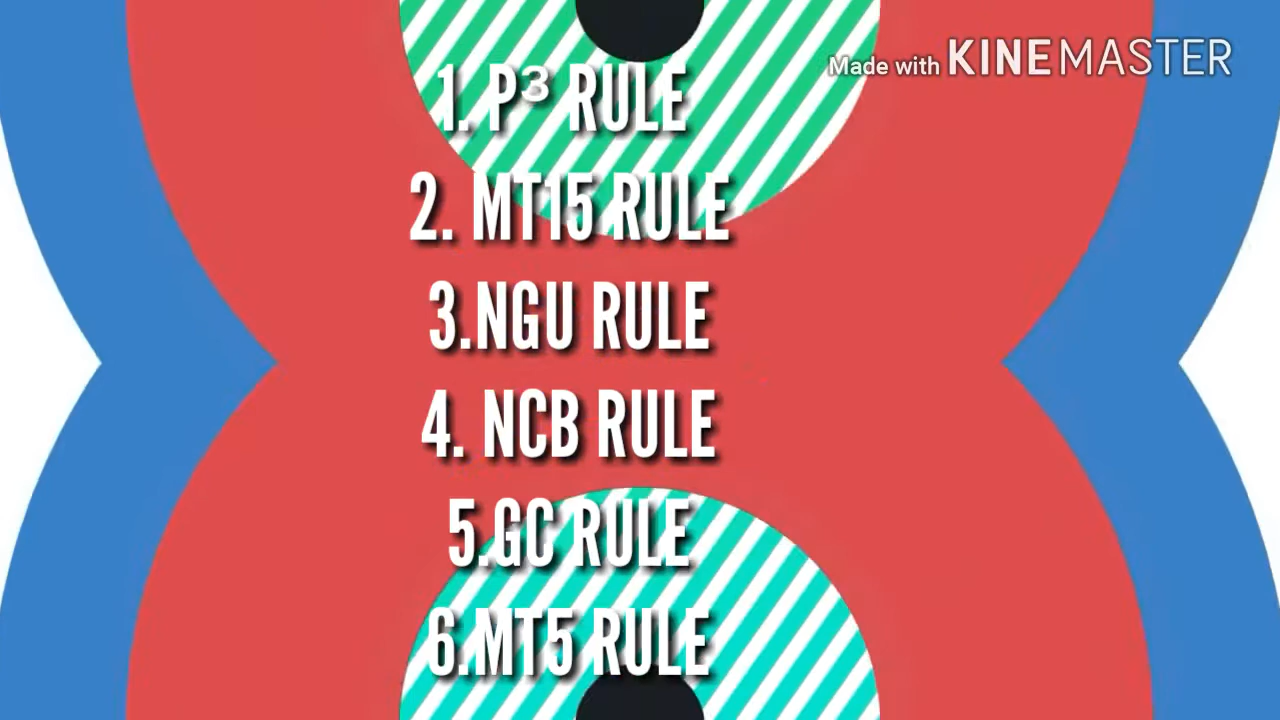 Made with KINEMASTER
1. P³ RULE
2. MT15 RULE
3.NGU RULE
4. NCB RULE
5.GC RULE
6.MT5 RULE